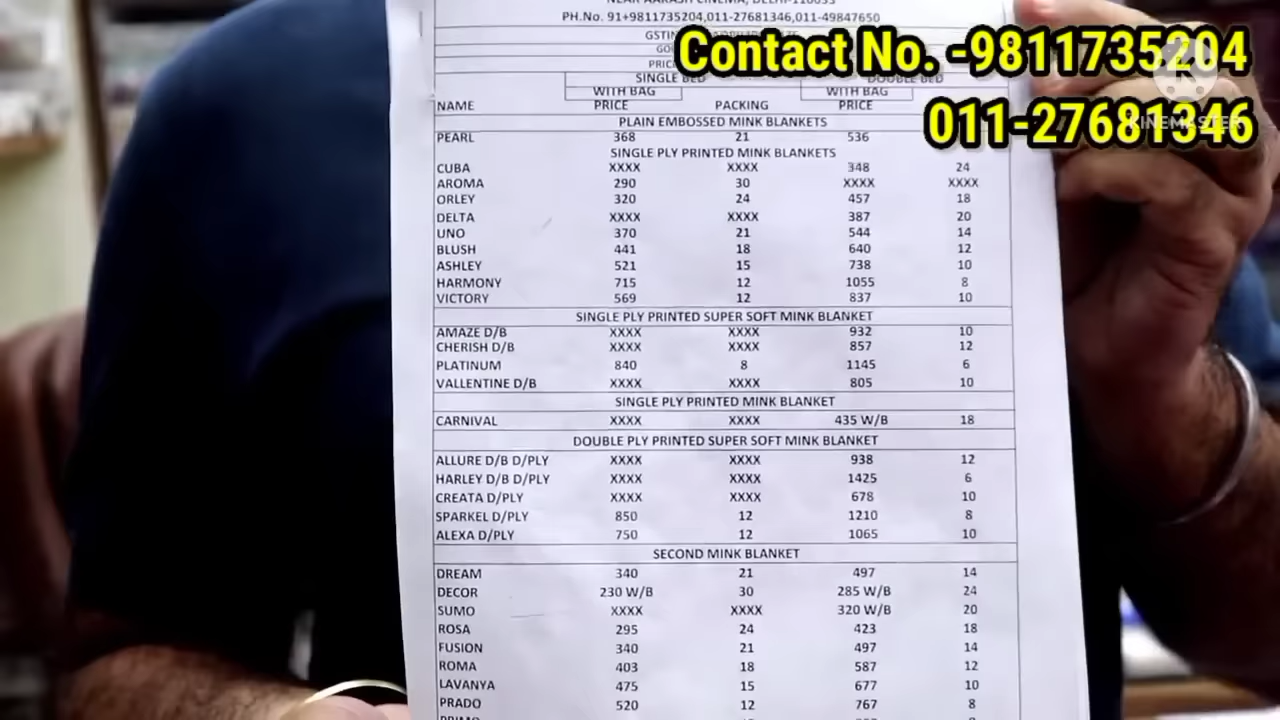 NEAR AAKASH CINEMA, DELHI-110033
PH.No. 91+9811735204,011-27681346,011-49847650
Contact No. -9811735204
011-27681346
KINEMASTER
GSTIN
PRIC
SINGLE BED DOUBLE BED
WITH BAG WITH BAG
NAME PRICE PACKING PRICE
PLAIN EMBOSSED MINK BLANKETS
PEARL 368 21 536
SINGLE PLY PRINTED MINK BLANKETS
CUBA XXXX XXXX 348 24
AROMA 290 30 XXXX XXXX
ORLEY 320 24 457 18
DELTA XXXX XXXX 387 20
UNO 370 21 544 14
BLUSH 441 18 640 12
ASHLEY 521 15 738 10
HARMONY 715 12 1055 8
VICTORY 569 12 837 10
SINGLE PLY PRINTED SUPER SOFT MINK BLANKET
AMAZE D/B XXXX XXXX 932 10
CHERISH D/B XXXX XXXX 857 12
PLATINUM 840 8 1145 6
VALLENTINE D/B XXXX XXXX 805 10
SINGLE PLY PRINTED MINK BLANKET
CARNIVAL XXXX XXXX 435 W/B 18
DOUBLE PLY PRINTED SUPER SOFT MINK BLANKET
ALLURE D/B D/PLY XXXX XXXX 938 12
HARLEY D/B D/PLY XXXX XXXX 1425 6
CREATA D/PLY XXXX XXXX 678 10
SPARKEL D/PLY 850 12 1210 8
ALEXA D/PLY 750 12 1065 10
SECOND MINK BLANKET
DREAM 340 21 497 14
DECOR 230 W/B 30 285 W/B 24
SUMO XXXX XXXX 320 W/B 20
ROSA 295 24 423 18
FUSION 340 21 497 14
ROMA 403 18 587 12
LAVANYA 475 15 677 10
PRADO 520 12 767 8